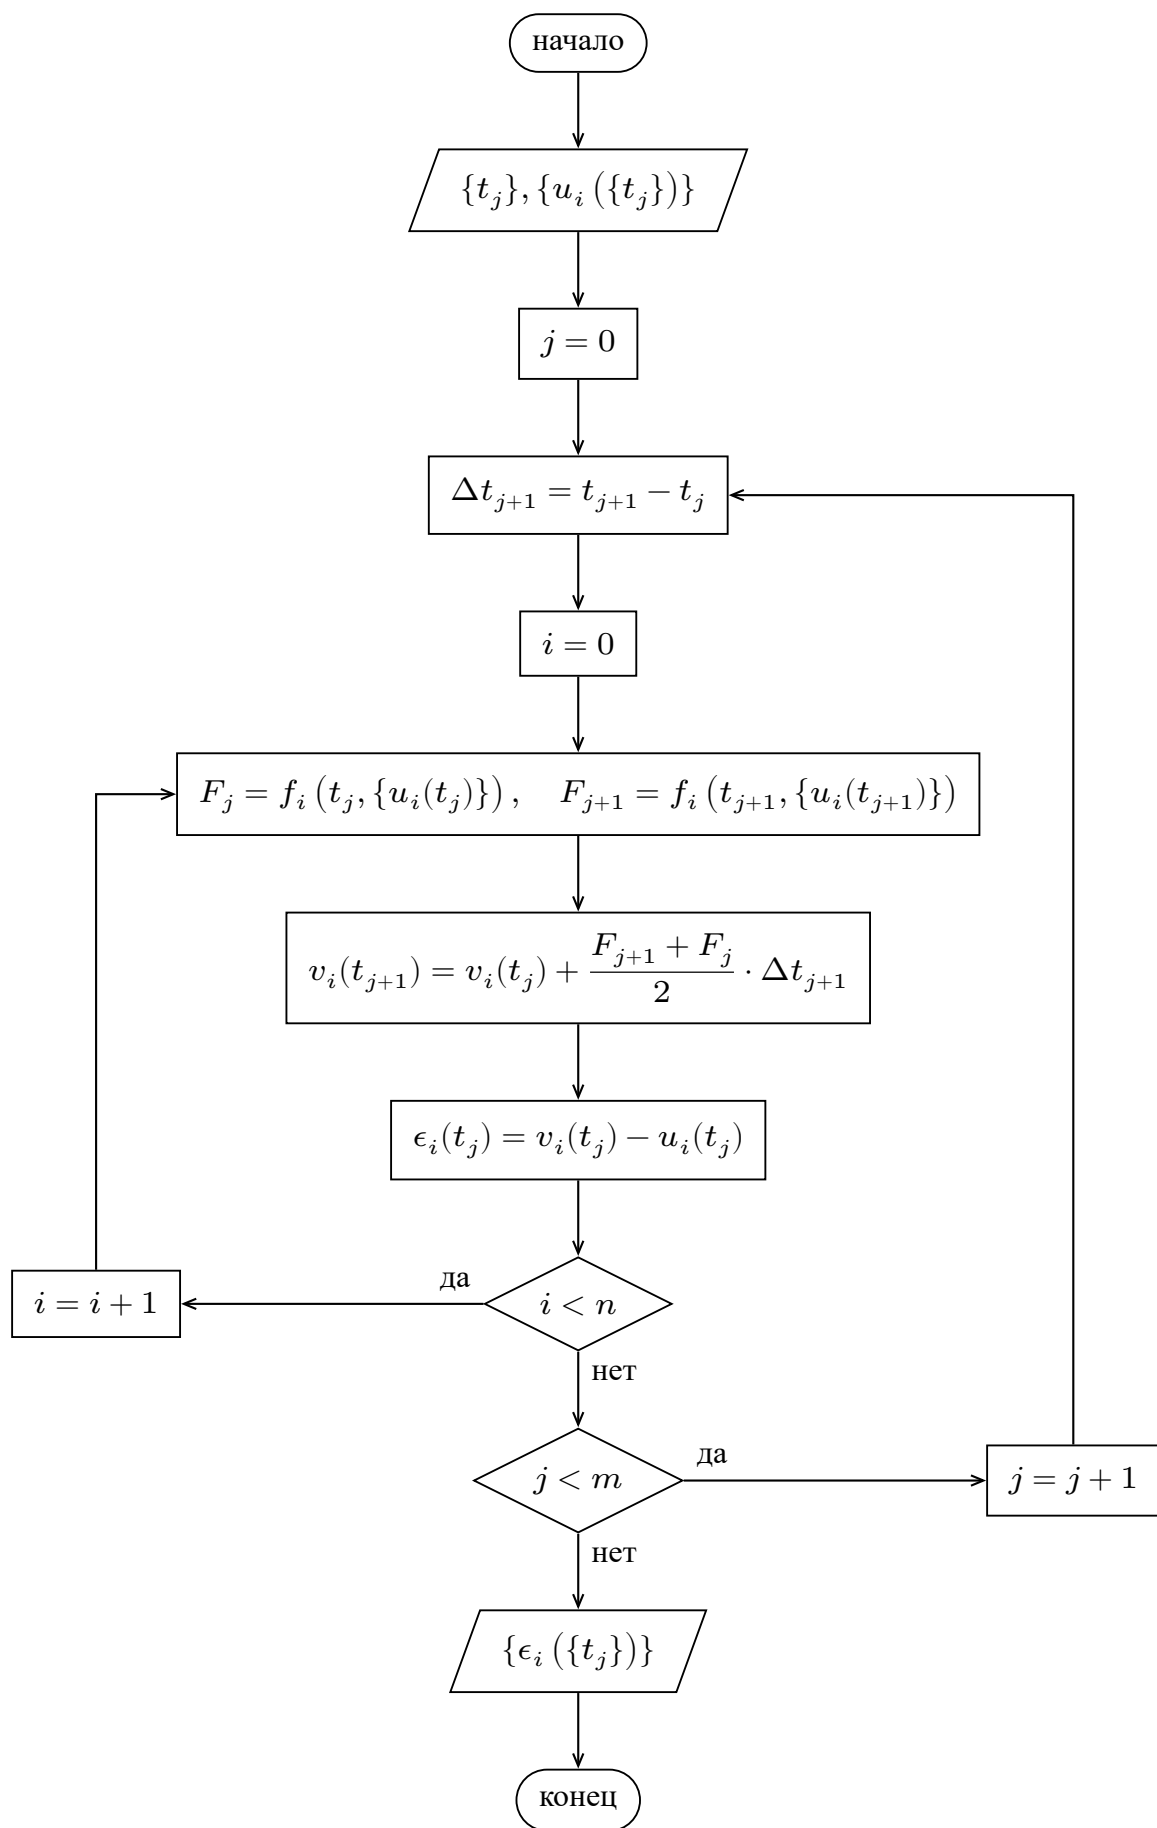 начало
{t_j}, {u_i ({t_j})}
j = 0
Δt_{j+1} = t_{j+1} − t_j
i = 0
F_j = f_i (t_j, {u_i(t_j)}), F_{j+1} = f_i (t_{j+1}, {u_i(t_{j+1})})
v_i(t_{j+1}) = v_i(t_j) + \frac{F_{j+1} + F_j}{2} · Δt_{j+1}
ϵ_i(t_j) = v_i(t_j) − u_i(t_j)
да
i = i + 1
i < n
нет
да
j < m
j = j + 1
нет
{ϵ_i ({t_j})}
конец